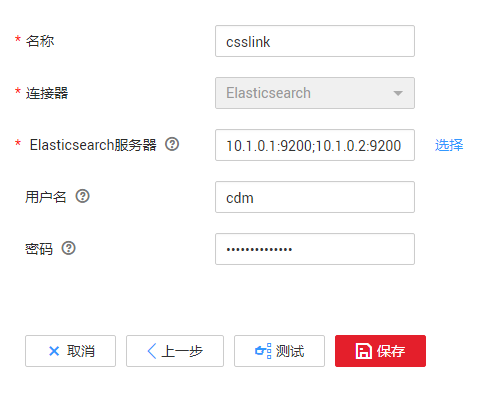 * 名称 csslink
* 连接器 Elasticsearch
* Elasticsearch服务器 10.1.0.1:9200;10.1.0.2:9200 选择
用户名 cdm
密码 ••••••••••••••
取消 上一步 测试 保存